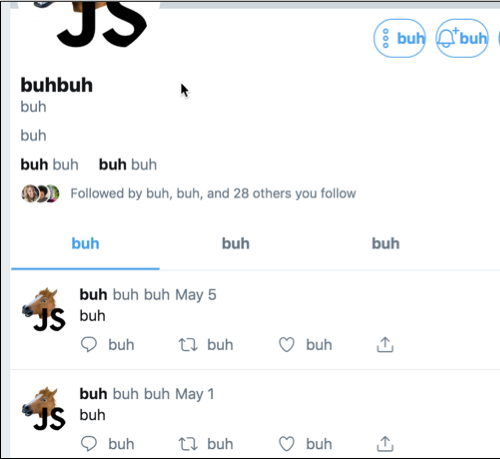 JS
buh
buh
buhbuh
buh
buh
buh buh buh buh
Followed by buh, buh, and 28 others you follow
buh buh buh
buh buh buh May 5
JS
buh
buh buh buh
buh buh buh May 1
JS
buh
buh buh buh